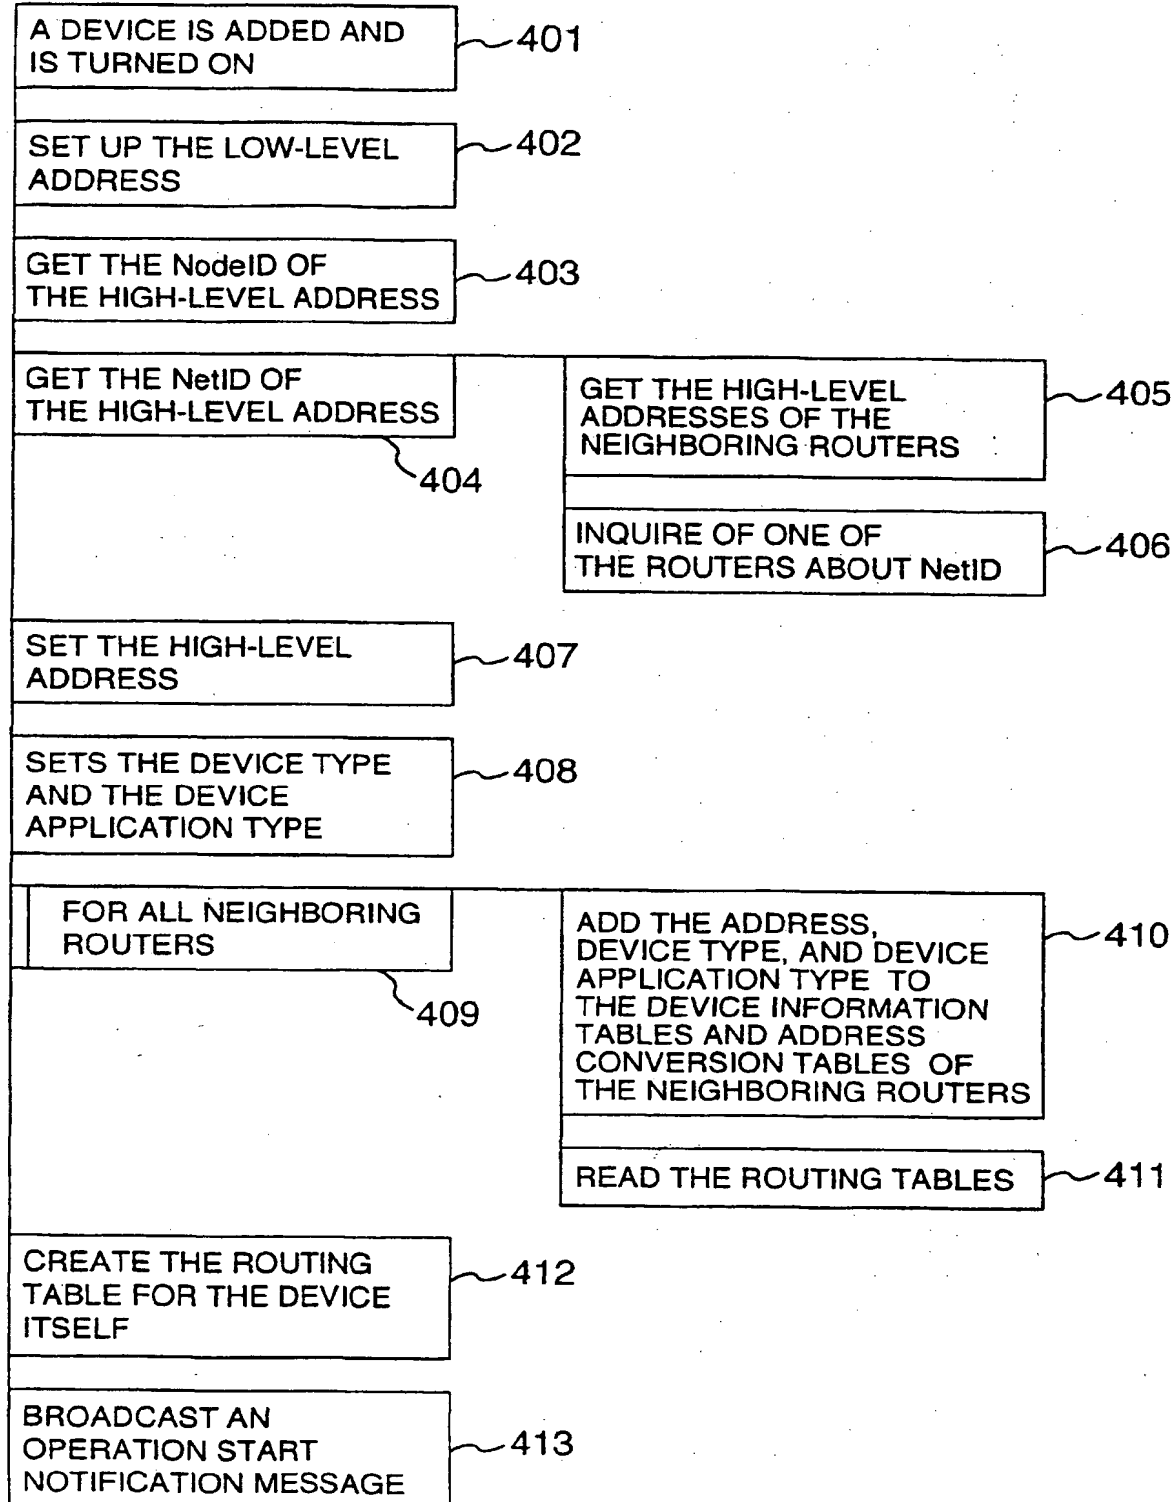 A DEVICE IS ADDED AND
IS TURNED ON
401
SET UP THE LOW-LEVEL
ADDRESS
402
GET THE NodeID OF
THE HIGH-LEVEL ADDRESS
403
GET THE NetID OF
THE HIGH-LEVEL ADDRESS
404
GET THE HIGH-LEVEL
ADDRESSES OF THE
NEIGHBORING ROUTERS
405
INQUIRE OF ONE OF
THE ROUTERS ABOUT NetID
406
SET THE HIGH-LEVEL
ADDRESS
407
SETS THE DEVICE TYPE
AND THE DEVICE
APPLICATION TYPE
408
FOR ALL NEIGHBORING
ROUTERS
409
ADD THE ADDRESS,
DEVICE TYPE, AND DEVICE
APPLICATION TYPE TO
THE DEVICE INFORMATION
TABLES AND ADDRESS
CONVERSION TABLES OF
THE NEIGHBORING ROUTERS
410
READ THE ROUTING TABLES
411
CREATE THE ROUTING
TABLE FOR THE DEVICE
ITSELF
412
BROADCAST AN
OPERATION START
NOTIFICATION MESSAGE
413